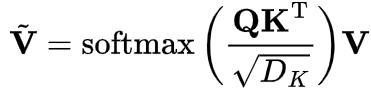 Ṽ = softmax(QKᵀ / √D_K) V